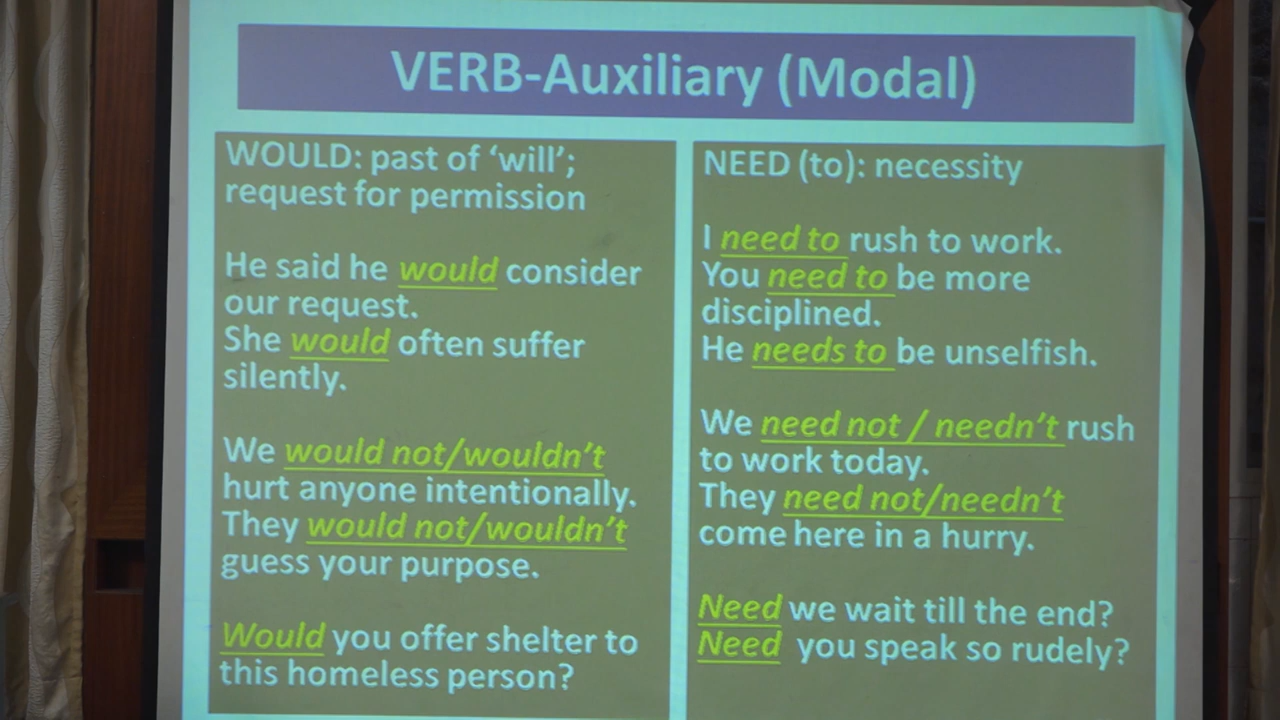 VERB-Auxiliary (Modal)
WOULD: past of ‘will’;
request for permission
He said he would consider
our request.
She would often suffer
silently.
We would not/wouldn’t
hurt anyone intentionally.
They would not/wouldn’t
guess your purpose.
Would you offer shelter to
this homeless person?
NEED (to): necessity
I need to rush to work.
You need to be more
disciplined.
He needs to be unselfish.
We need not / needn’t rush
to work today.
They need not/needn’t
come here in a hurry.
Need we wait till the end?
Need you speak so rudely?